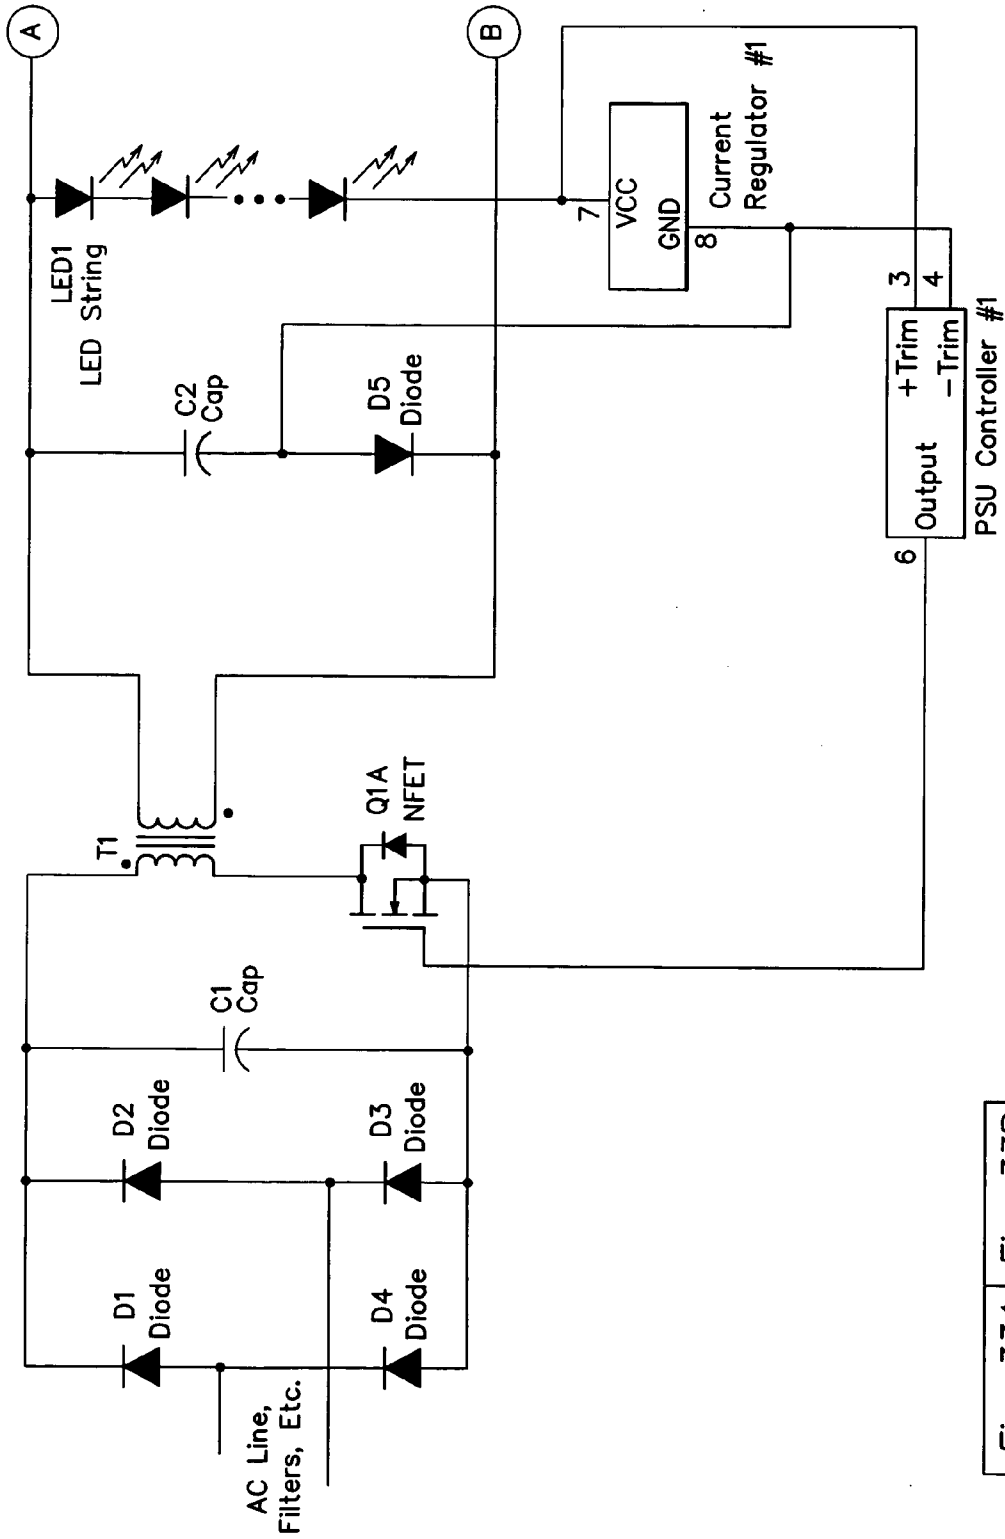 A
B
LED1
LED String
C2
Cap
D5
Diode
7
VCC
GND
8
Current
Regulator #1
3
4
+Trim
−Trim
Output
6
PSU Controller #1
T1
Q1A
NFET
C1
Cap
D2
Diode
D3
Diode
D1
Diode
D4
Diode
AC Line,
Filters, Etc.